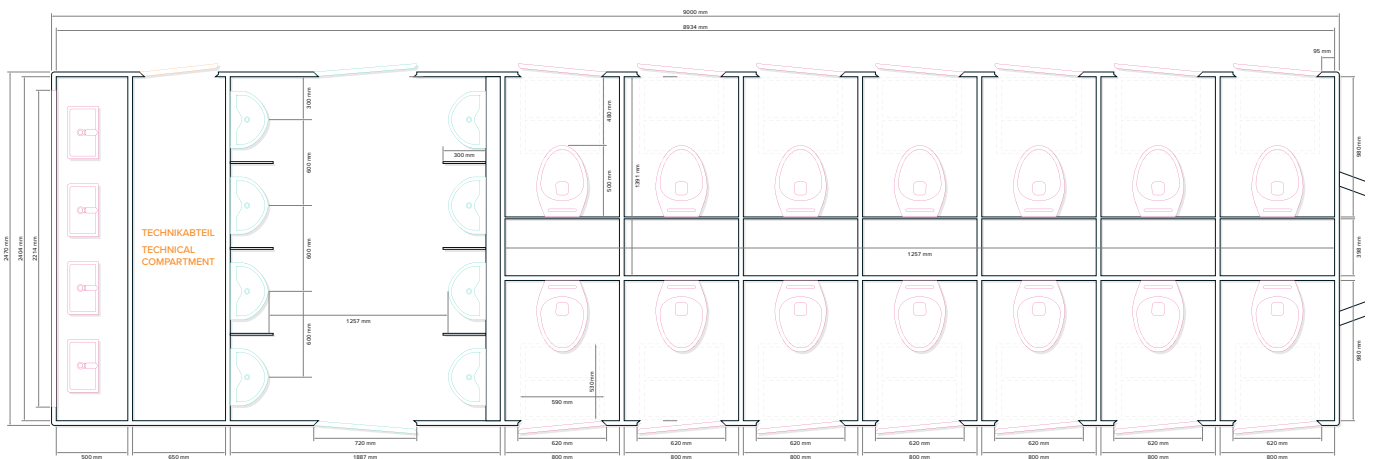 9000 mm
8934 mm
95 mm
300 mm
480 mm
980 mm
600 mm
300 mm
500 mm
1391 mm
TECHNIKABTEIL
TECHNICAL
COMPARTMENT
2470 mm
2404 mm
2214 mm
600 mm
1257 mm
398 mm
1257 mm
600 mm
980 mm
530 mm
590 mm
720 mm
620 mm
620 mm
620 mm
620 mm
620 mm
620 mm
620 mm
500 mm
650 mm
1887 mm
800 mm
800 mm
800 mm
800 mm
800 mm
800 mm
800 mm